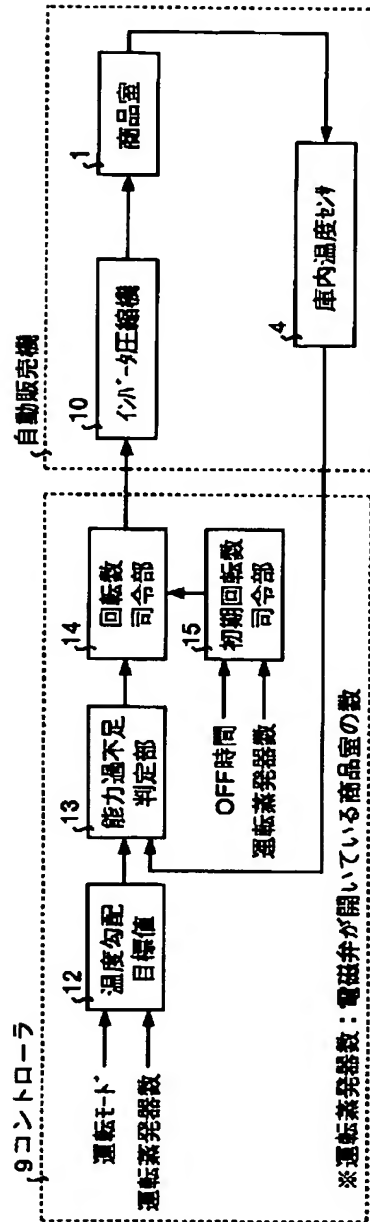 9コントローラ
運転モード
運転蒸発器数
12
温度勾配
目標値
13
能力過不足
判定部
14
回転数
司令部
15
初期回転数
司令部
OFF時間
運転蒸発器数
※運転蒸発器数:電磁弁が開いている商品室の数
自動販売機
10
インバータ圧縮機
1
商品室
4
庫内温度センサ